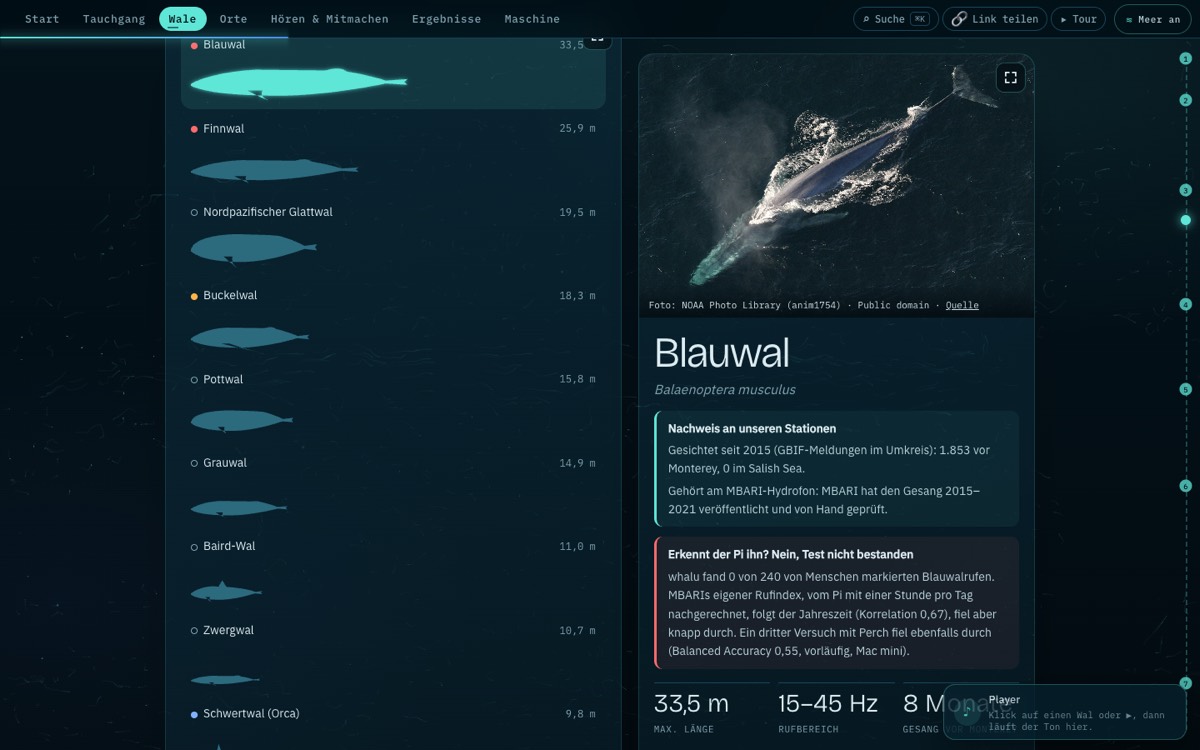 Start Tauchgang Wale Orte Hören & Mitmachen Ergebnisse Maschine Suche ⌘K Link teilen Tour Meer an
Blauwal 33,5
Finnwal 25,9 m
Nordpazifischer Glattwal 19,5 m
Buckelwal 18,3 m
Pottwal 15,8 m
Grauwal 14,9 m
Baird-Wal 11,0 m
Zwergwal 10,7 m
Schwertwal (Orca) 9,8 m
Foto: NOAA Photo Library (anim1754) · Public domain · Quelle
Blauwal
Balaenoptera musculus
Nachweis an unseren Stationen
Gesichtet seit 2015 (GBIF-Meldungen im Umkreis): 1.853 vor
Monterey, 0 im Salish Sea.
Gehört am MBARI-Hydrofon: MBARI hat den Gesang 2015–
2021 veröffentlicht und von Hand geprüft.
Erkennt der Pi ihn? Nein, Test nicht bestanden
whalu fand 0 von 240 von Menschen markierten Blauwalrufen.
MBARIs eigener Rufindex, vom Pi mit einer Stunde pro Tag
nachgerechnet, folgt der Jahreszeit (Korrelation 0,67), fiel aber
knapp durch. Ein dritter Versuch mit Perch fiel ebenfalls durch
(Balanced Accuracy 0,55, vorläufig, Mac mini).
33,5 m 15–45 Hz 8 Monate
MAX. LÄNGE RUFBEREICH GESANG
Player
Klick auf einen Wal oder ▶, dann
läuft der Ton hier.
1
2
3
4
5
6
7